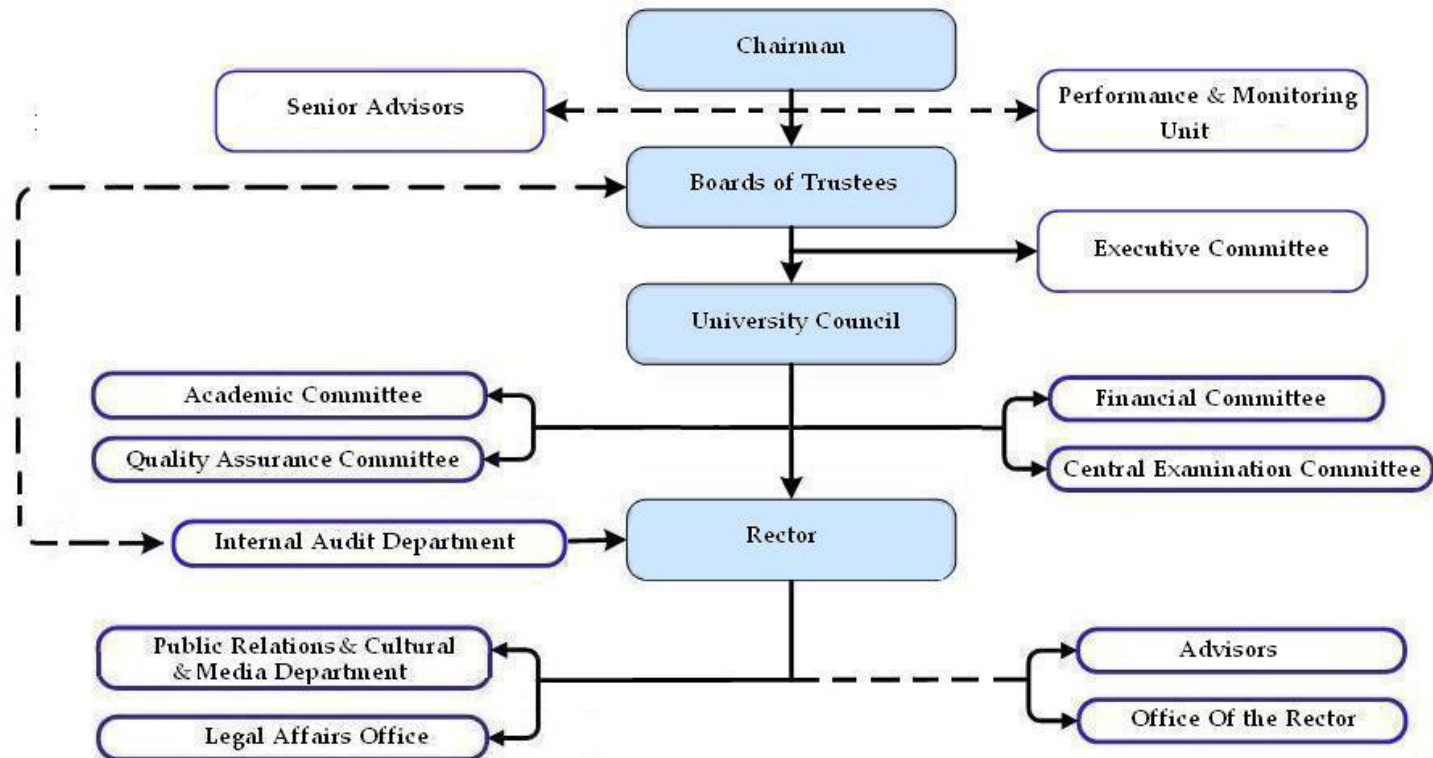 Chairman
Senior Advisors
Performance & Monitoring
Unit
Boards of Trustees
Executive Committee
University Council
Academic Committee
Financial Committee
Quality Assurance Committee
Central Examination Committee
Internal Audit Department
Rector
Public Relations & Cultural
& Media Department
Advisors
Legal Affairs Office
Office Of the Rector